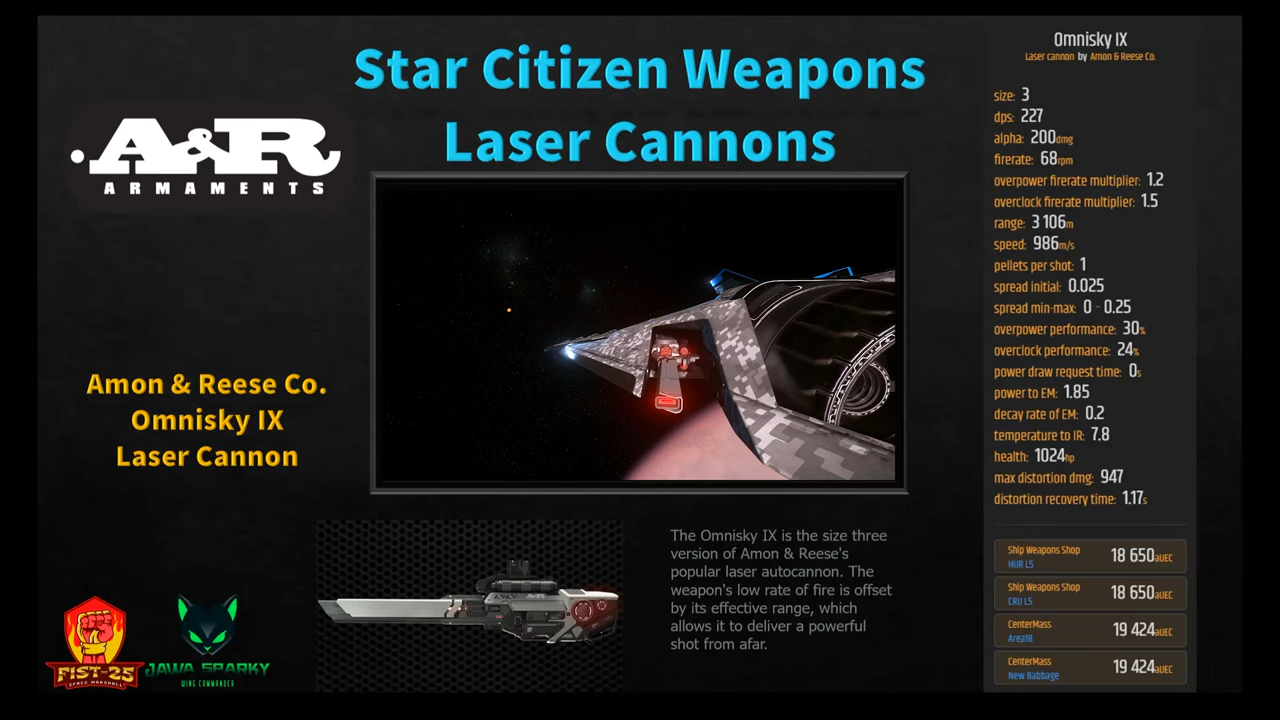 Star Citizen Weapons
Laser Cannons
A&R
ARMAMENTS
Amon & Reese Co.
Omnisky IX
Laser Cannon
The Omnisky IX is the size three
version of Amon & Reese's
popular laser autocannon. The
weapon's low rate of fire is offset
by its effective range, which
allows it to deliver a powerful
shot from afar.
FIST-25
SPACE MARSHALL
JAWA SPARKY
WING COMMANDER
Omnisky IX
Laser cannon by Amon & Reese Co.
size: 3
dps: 227
alpha: 200dmg
firerate: 68rpm
overpower firerate multiplier: 1.2
overclock firerate multiplier: 1.5
range: 3 106m
speed: 986m/s
pellets per shot: 1
spread initial: 0.025
spread min-max: 0 - 0.25
overpower performance: 30%
overclock performance: 24%
power draw request time: 0s
power to EM: 1.85
decay rate of EM: 0.2
temperature to IR: 7.8
health: 1024hp
max distortion dmg: 947
distortion recovery time: 1.17s
Ship Weapons Shop 18 650aUEC
HUR L5
Ship Weapons Shop 18 650aUEC
CRU L5
CenterMass 19 424aUEC
Area18
CenterMass 19 424aUEC
New Babbage